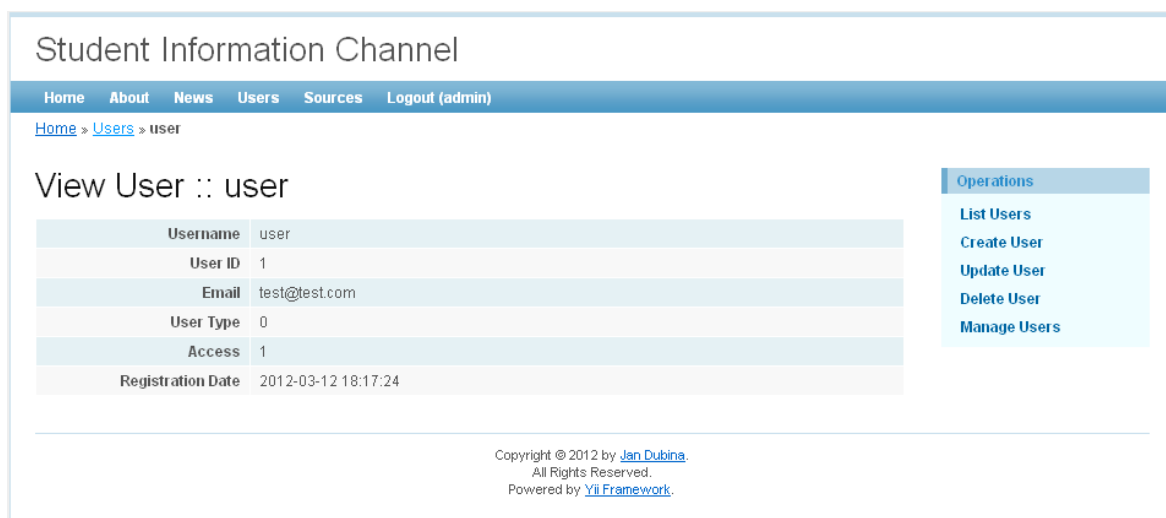 Student Information Channel
Home About News Users Sources Logout (admin)
Home » Users » user
View User :: user
Username user
User ID 1
Email test@test.com
User Type 0
Access 1
Registration Date 2012-03-12 18:17:24
Operations
List Users
Create User
Update User
Delete User
Manage Users
Copyright © 2012 by Jan Dubina.
All Rights Reserved.
Powered by Yii Framework.